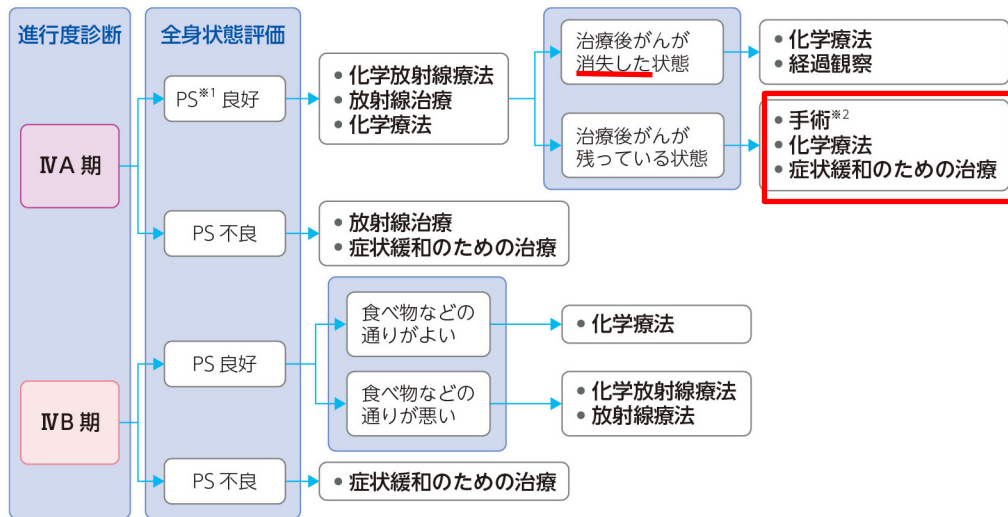 進行度診断
全身状態評価
ⅣA 期
PS※1 良好
• 化学放射線療法
• 放射線治療
• 化学療法
治療後がんが
消失した状態
• 化学療法
• 経過観察
治療後がんが
残っている状態
• 手術※2
• 化学療法
• 症状緩和のための治療
PS 不良
• 放射線治療
• 症状緩和のための治療
ⅣB 期
PS 良好
食べ物などの
通りがよい
• 化学療法
食べ物などの
通りが悪い
• 化学放射線療法
• 放射線療法
PS 不良
• 症状緩和のための治療